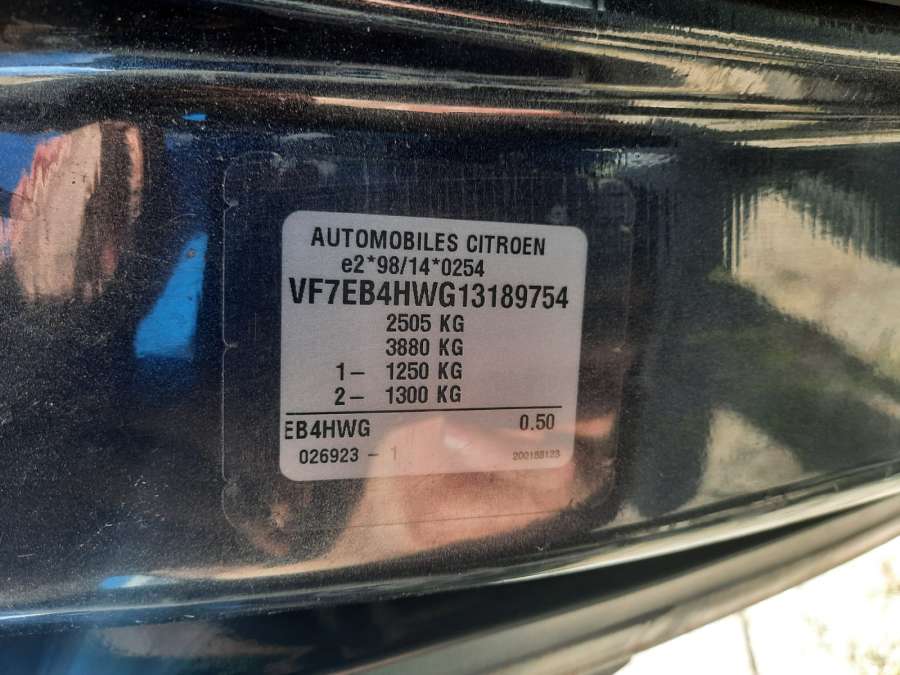 AUTOMOBILES CITROEN
e2*98/14*0254
VF7EB4HWG13189754
2505 KG
3880 KG
1- 1250 KG
2- 1300 KG
EB4HWG 0.50
026923 - 1